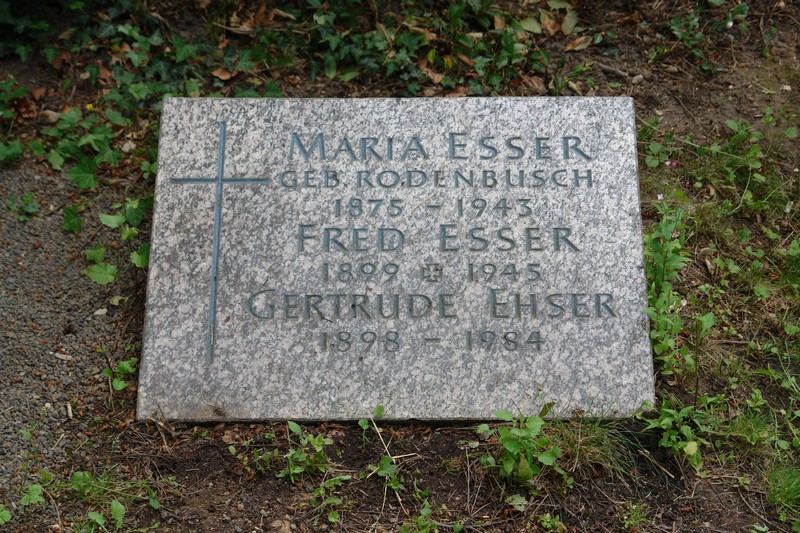 MARIA ESSER
GEB RODENBUSCH
1875 - 1943
FRED ESSER
1899 ✠ 1945
GERTRUDE EHSER
1898 - 1984